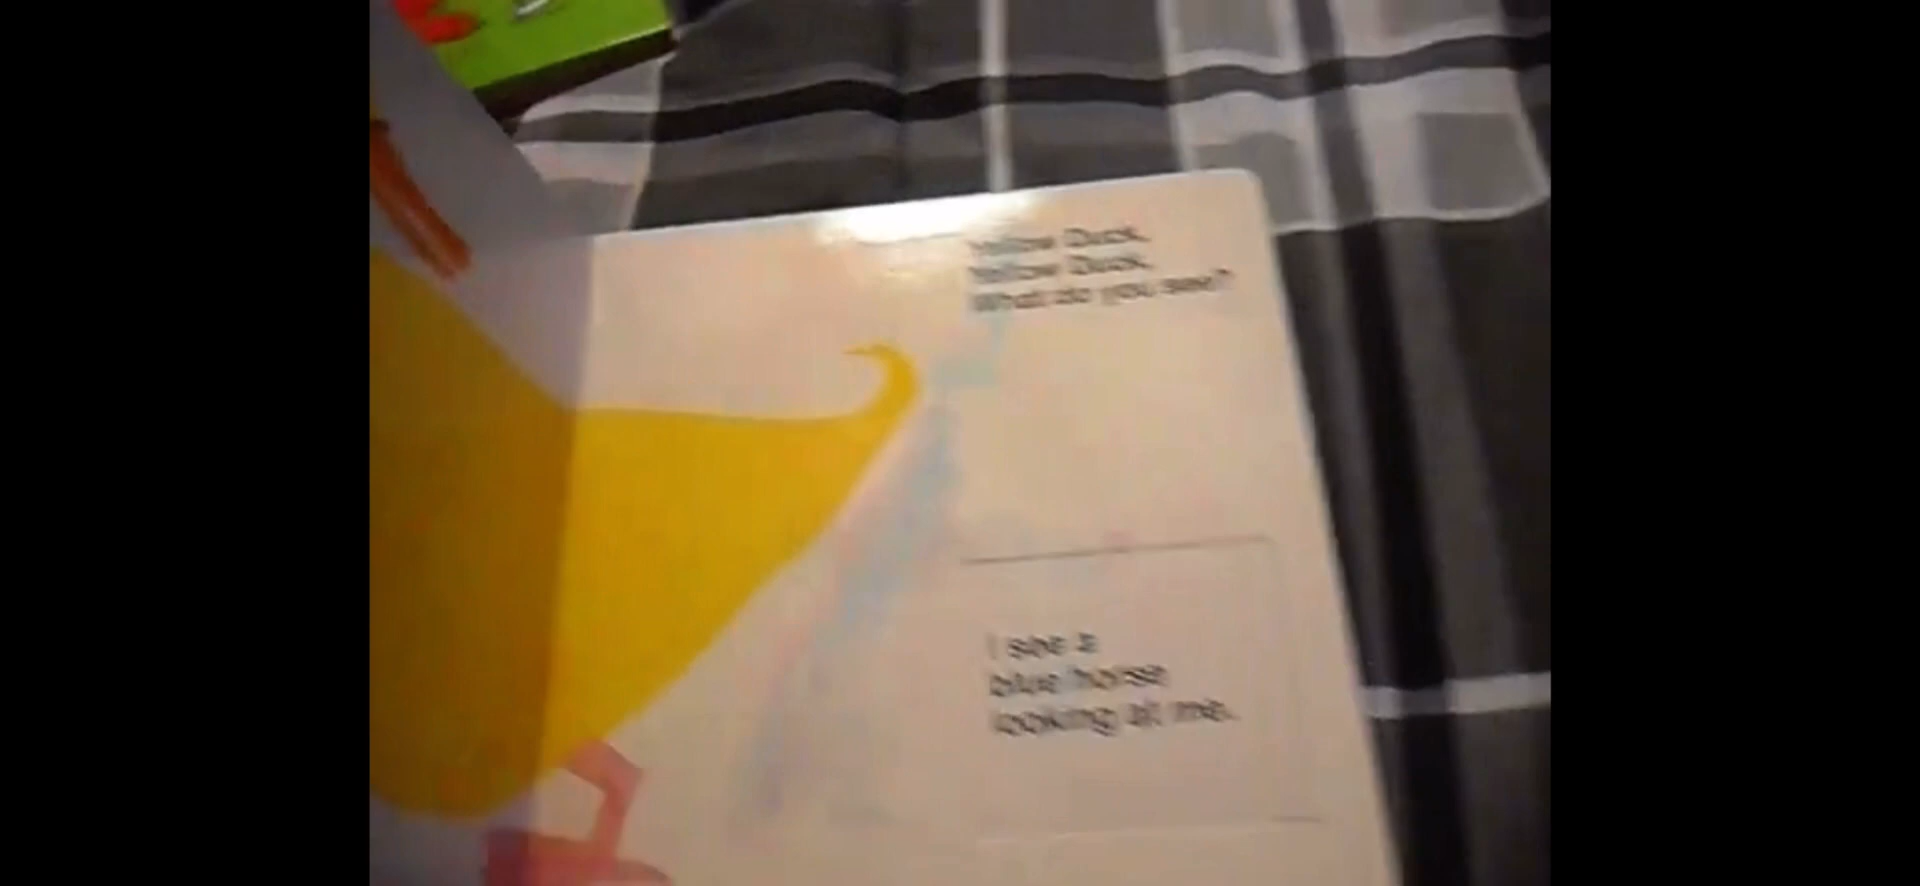 Yellow Duck,
Yellow Duck,
What do you see?
I see a
blue horse
looking at me.